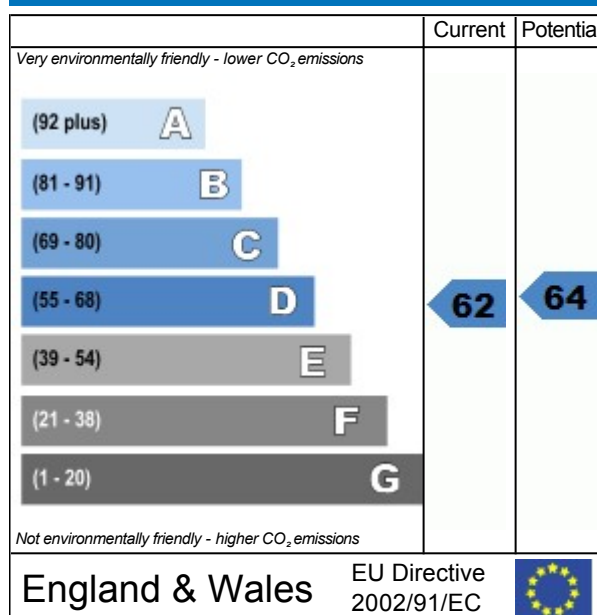 Current Potentia
Very environmentally friendly - lower CO₂ emissions
(92 plus) A
(81 - 91) B
(69 - 80) C
(55 - 68) D
62 64
(39 - 54) E
(21 - 38) F
(1 - 20) G
Not environmentally friendly - higher CO₂ emissions
England & Wales
EU Directive
2002/91/EC